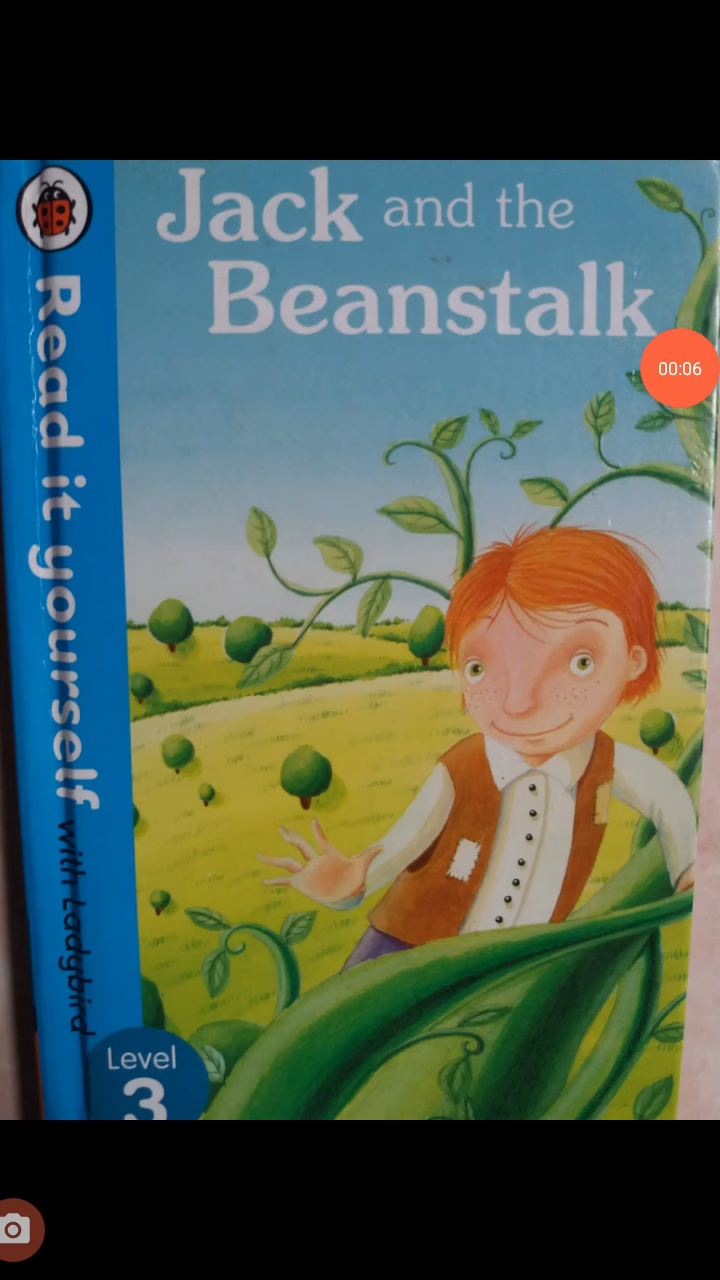 Jack and the
Beanstalk
00:06
Read it yourself with Ladybird
Level
3